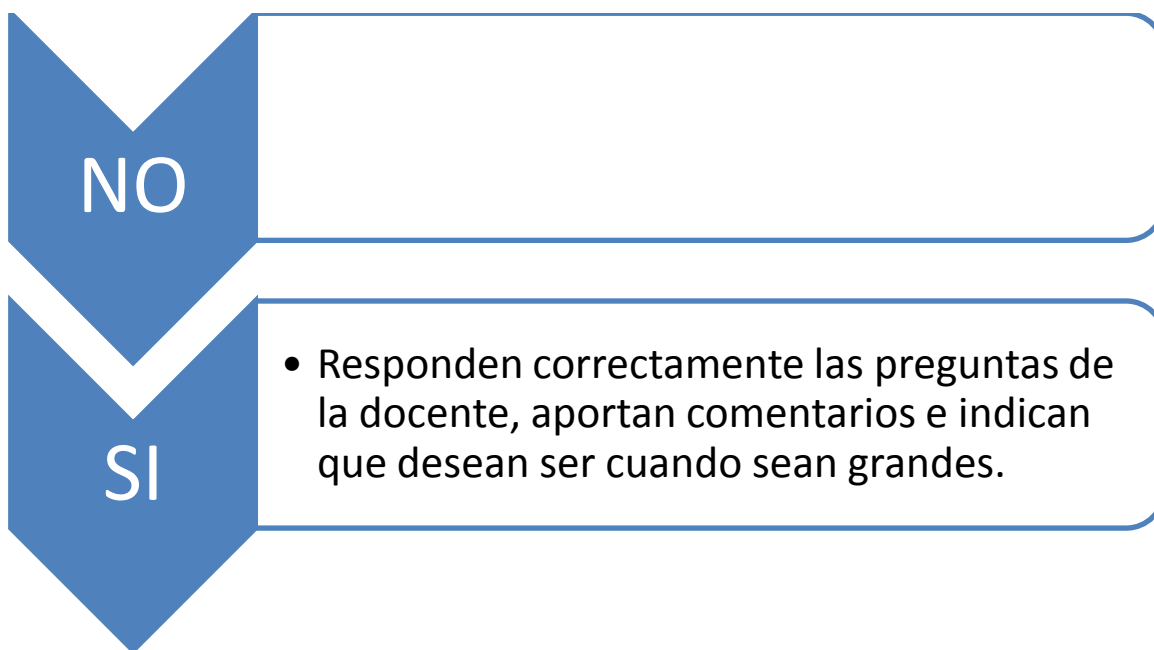 NO
SI
• Responden correctamente las preguntas de
la docente, aportan comentarios e indican
que desean ser cuando sean grandes.